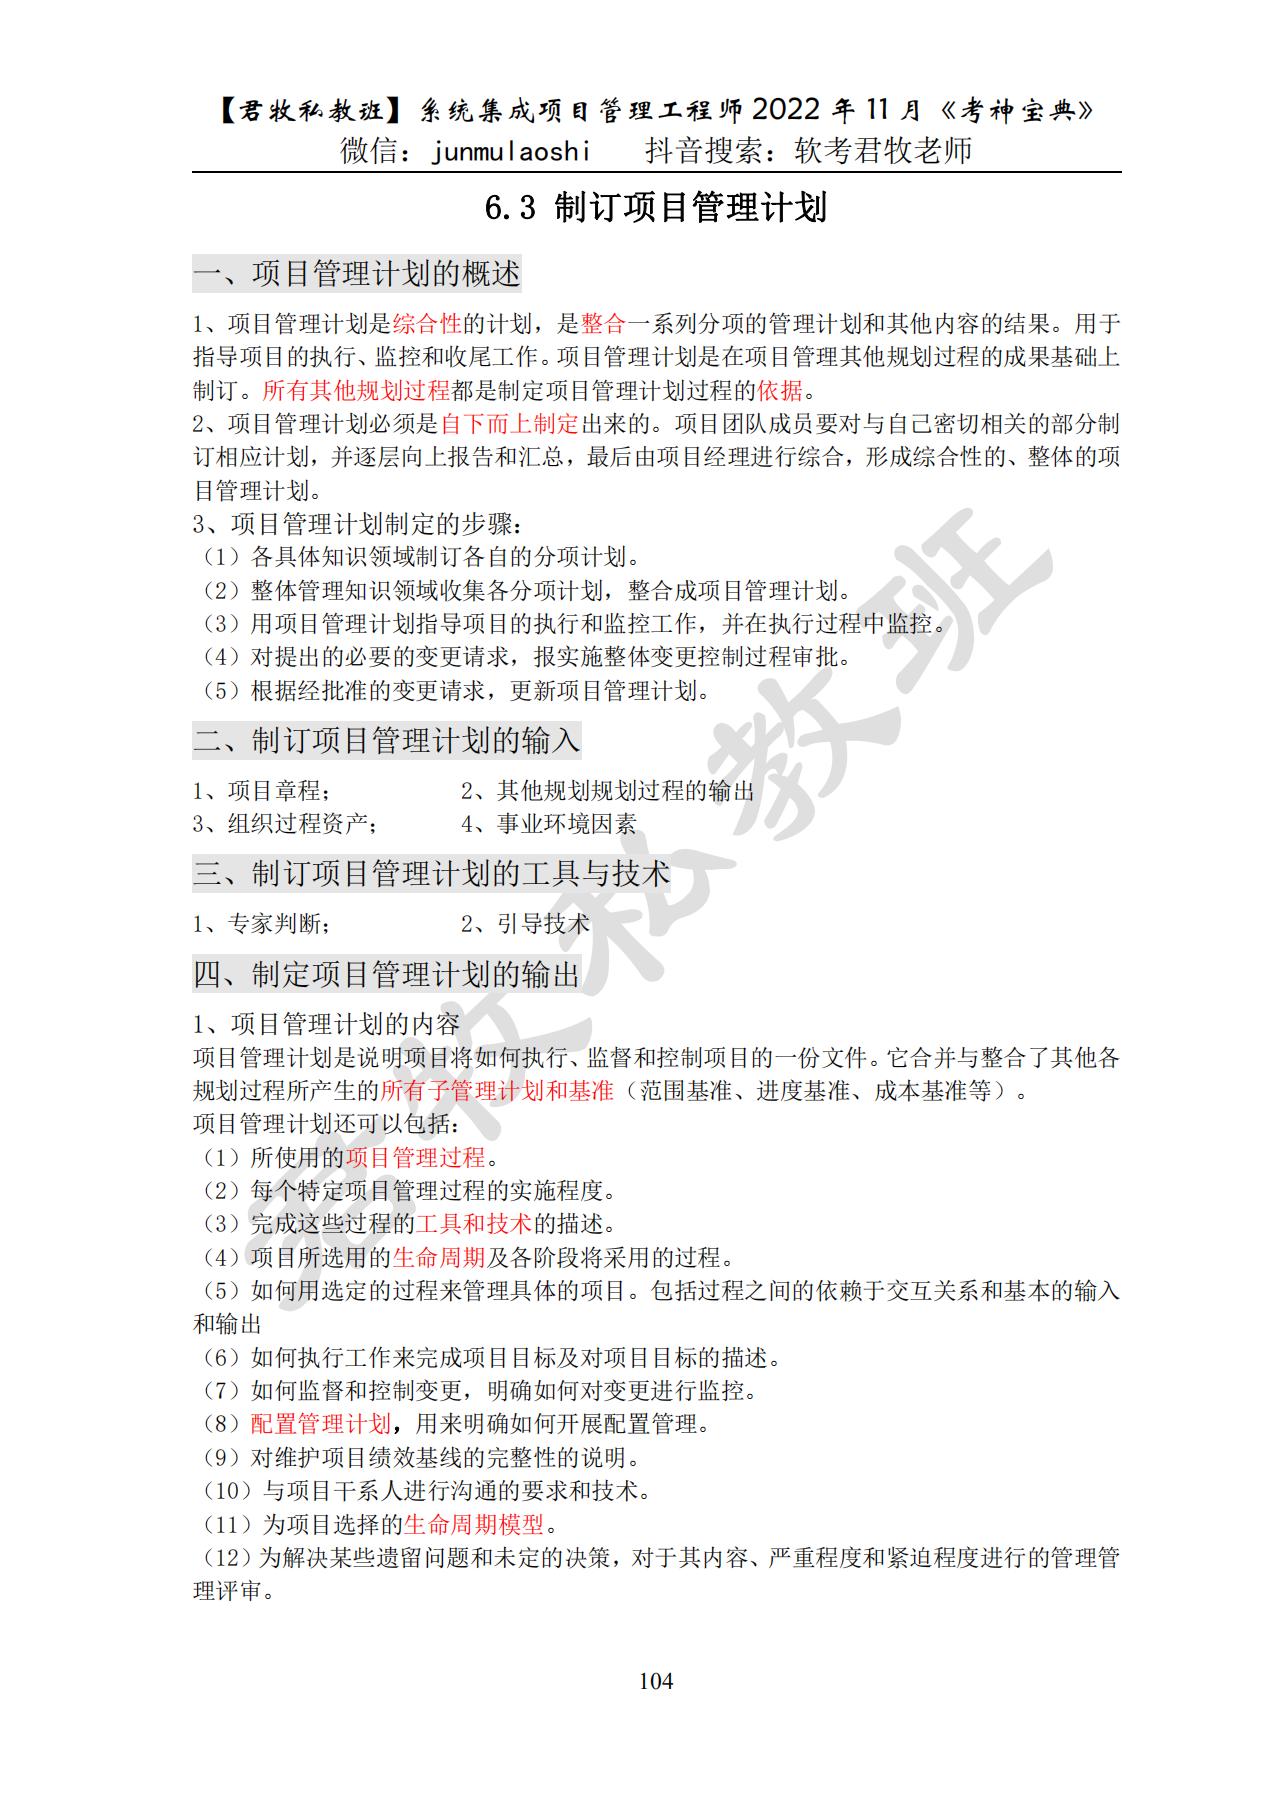 【君牧私教班】系统集成项目管理工程师 2022 年 11 月《考神宝典》
微信：junmulaoshi 抖音搜索：软考君牧老师
6.3 制订项目管理计划
一、项目管理计划的概述
1、项目管理计划是综合性的计划，是整合一系列分项的管理计划和其他内容的结果。用于
指导项目的执行、监控和收尾工作。项目管理计划是在项目管理其他规划过程的成果基础上
制订。所有其他规划过程都是制定项目管理计划过程的依据。
2、项目管理计划必须是自下而上制定出来的。项目团队成员要对与自己密切相关的部分制
订相应计划，并逐层向上报告和汇总，最后由项目经理进行综合，形成综合性的、整体的项
目管理计划。
3、项目管理计划制定的步骤：
（1）各具体知识领域制订各自的分项计划。
（2）整体管理知识领域收集各分项计划，整合成项目管理计划。
（3）用项目管理计划指导项目的执行和监控工作，并在执行过程中监控。
（4）对提出的必要的变更请求，报实施整体变更控制过程审批。
（5）根据经批准的变更请求，更新项目管理计划。
二、制订项目管理计划的输入
1、项目章程； 2、其他规划规划过程的输出
3、组织过程资产； 4、事业环境因素
三、制订项目管理计划的工具与技术
1、专家判断； 2、引导技术
四、制定项目管理计划的输出
1、项目管理计划的内容
项目管理计划是说明项目将如何执行、监督和控制项目的一份文件。它合并与整合了其他各
规划过程所产生的所有子管理计划和基准（范围基准、进度基准、成本基准等）。
项目管理计划还可以包括：
（1）所使用的项目管理过程。
（2）每个特定项目管理过程的实施程度。
（3）完成这些过程的工具和技术的描述。
（4）项目所选用的生命周期及各阶段将采用的过程。
（5）如何用选定的过程来管理具体的项目。包括过程之间的依赖于交互关系和基本的输入
和输出
（6）如何执行工作来完成项目目标及对项目目标的描述。
（7）如何监督和控制变更，明确如何对变更进行监控。
（8）配置管理计划，用来明确如何开展配置管理。
（9）对维护项目绩效基线的完整性的说明。
（10）与项目干系人进行沟通的要求和技术。
（11）为项目选择的生命周期模型。
（12）为解决某些遗留问题和未定的决策，对于其内容、严重程度和紧迫程度进行的管理管
理评审。
104
君牧私教班